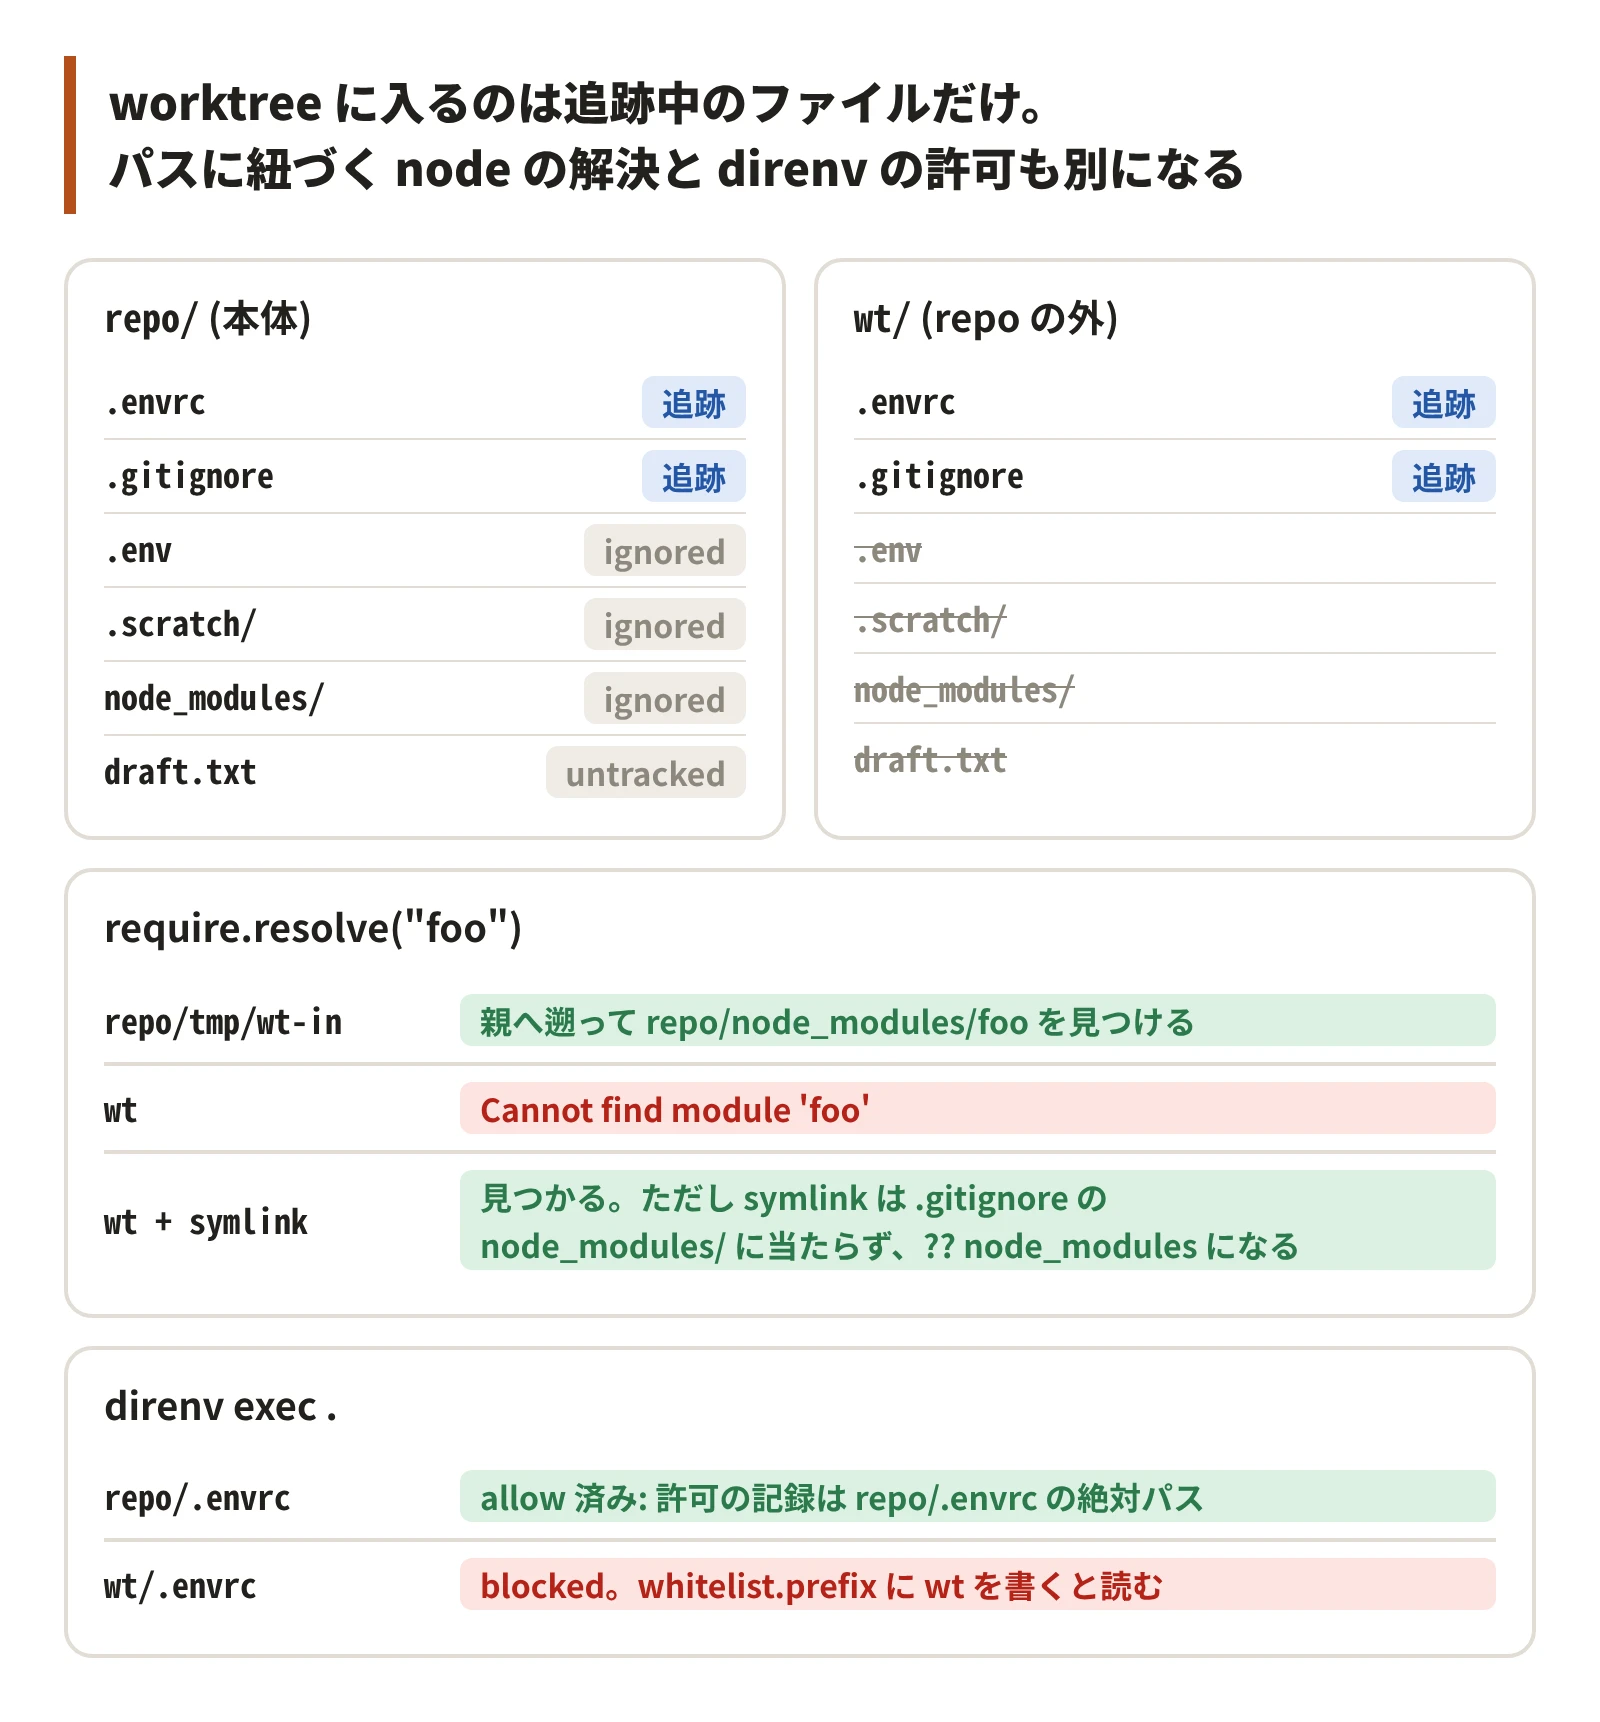 worktree に入るのは追跡中のファイルだけ。
パスに紐づく node の解決と direnv の許可も別になる
repo/ (本体)
.envrc 追跡
.gitignore 追跡
.env ignored
.scratch/ ignored
node_modules/ ignored
draft.txt untracked
wt/ (repo の外)
.envrc 追跡
.gitignore 追跡
.env
.scratch/
node_modules/
draft.txt
require.resolve("foo")
repo/tmp/wt-in 親へ遡って repo/node_modules/foo を見つける
wt Cannot find module 'foo'
wt + symlink 見つかる。ただし symlink は .gitignore の
node_modules/ に当たらず、?? node_modules になる
direnv exec .
repo/.envrc allow 済み: 許可の記録は repo/.envrc の絶対パス
wt/.envrc blocked。whitelist.prefix に wt を書くと読む